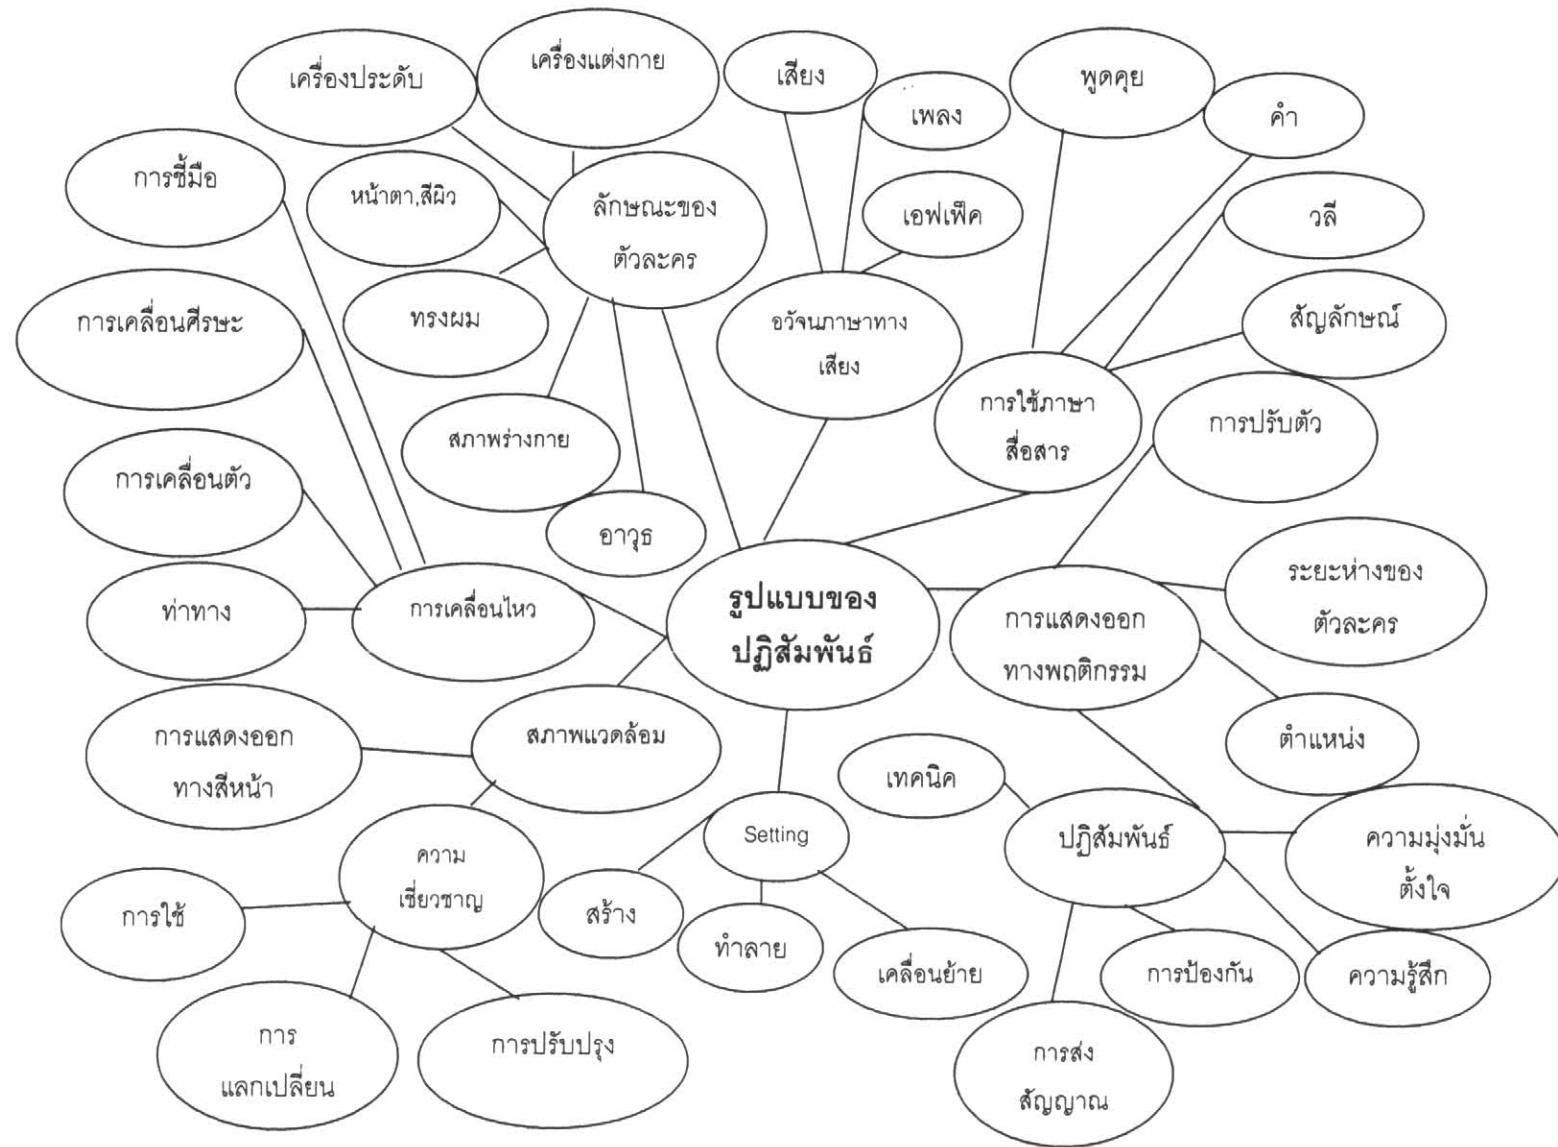 เครื่องประดับ
เครื่องแต่งกาย
เสียง
เพลง
พูดคุย
คำ
การชี้มือ
หน้าตา,สีผิว
ลักษณะของ
ตัวละคร
เอฟเฟ็ค
วลี
การเคลื่อนศีรษะ
ทรงผม
อวัจนภาษาทาง
เสียง
สัญลักษณ์
การใช้ภาษา
สื่อสาร
การปรับตัว
สภาพร่างกาย
การเคลื่อนตัว
อาวุธ
ท่าทาง
การเคลื่อนไหว
รูปแบบของ
ปฏิสัมพันธ์
การแสดงออก
ทางพฤติกรรม
ระยะห่างของ
ตัวละคร
การแสดงออก
ทางสีหน้า
สภาพแวดล้อม
ตำแหน่ง
เทคนิค
Setting
ปฏิสัมพันธ์
ความมุ่งมั่น
ตั้งใจ
ความ
เชี่ยวชาญ
การใช้
สร้าง
ทำลาย
เคลื่อนย้าย
การป้องกัน
ความรู้สึก
การ
แลกเปลี่ยน
การปรับปรุง
การส่ง
สัญญาณ